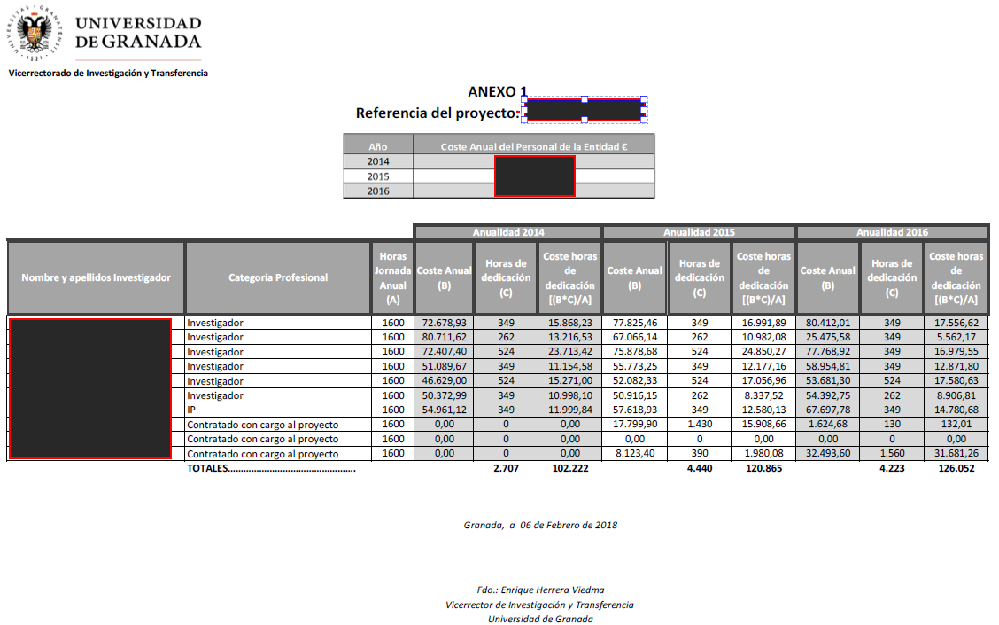 UNIVERSITAS GRANATENSIS 1531
UNIVERSIDAD
DE GRANADA
Vicerrectorado de Investigación y Transferencia
ANEXO 1
Referencia del proyecto:
Año Coste Anual del Personal de la Entidad €
2014
2015
2016
Anualidad 2014 Anualidad 2015 Anualidad 2016
Nombre y apellidos Investigador Categoría Profesional Horas Jornada Anual (A) Coste Anual (B) Horas de dedicación (C) Coste horas de dedicación [(B*C)/A] Coste Anual (B) Horas de dedicación (C) Coste horas de dedicación [(B*C)/A] Coste Anual (B) Horas de dedicación (C) Coste horas de dedicación [(B*C)/A]
Investigador 1600 72.678,93 349 15.868,23 77.825,46 349 16.991,89 80.412,01 349 17.556,62
Investigador 1600 80.711,62 262 13.216,53 67.066,14 262 10.982,08 25.475,58 349 5.562,17
Investigador 1600 72.407,40 524 23.713,42 75.878,68 524 24.850,27 77.768,92 349 16.979,55
Investigador 1600 51.089,67 349 11.154,58 55.773,25 349 12.177,16 58.954,81 349 12.871,80
Investigador 1600 46.629,00 524 15.271,00 52.082,33 524 17.056,96 53.681,30 524 17.580,63
Investigador 1600 50.372,99 349 10.998,10 50.916,15 262 8.337,52 54.392,75 262 8.906,81
IP 1600 54.961,12 349 11.999,84 57.618,93 349 12.580,13 67.697,78 349 14.780,68
Contratado con cargo al proyecto 1600 0,00 0 0,00 17.799,90 1.430 15.908,66 1.624,68 130 132,01
Contratado con cargo al proyecto 1600 0,00 0 0,00 0,00 0 0,00 0,00 0 0,00
Contratado con cargo al proyecto 1600 0,00 0 0,00 8.123,40 390 1.980,08 32.493,60 1.560 31.681,26
TOTALES………………………………………. 2.707 102.222 4.440 120.865 4.223 126.052
Granada, a 06 de Febrero de 2018
Fdo.: Enrique Herrera Viedma
Vicerrector de Investigación y Transferencia
Universidad de Granada